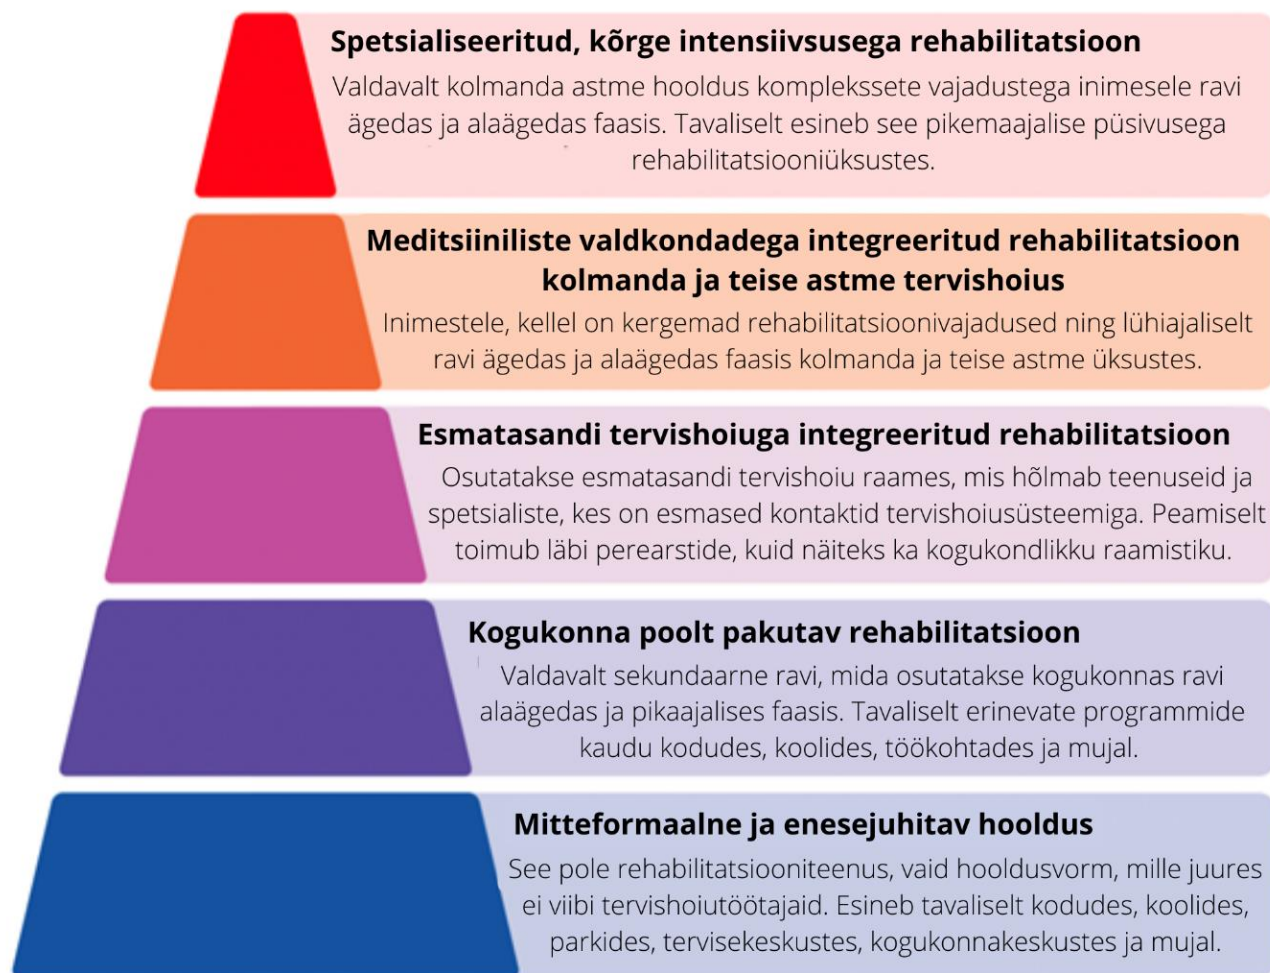 Spetsialiseeritud, kõrge intensiivsusega rehabilitatsioon
Valdavalt kolmanda astme hooldus komplekssete vajadustega inimesele ravi
ägedas ja alaägedas faasis. Tavaliselt esineb see pikemaajalise püsivusega
rehabilitatsiooniüksustes.
Meditsiiniliste valdkondadega integreeritud rehabilitatsioon
kolmanda ja teise astme tervishoius
Inimestele, kellel on kergemad rehabilitatsioonivajadused ning lühiajaliselt
ravi ägedas ja alaägedas faasis kolmanda ja teise astme üksustes.
Esmatasandi tervishoiuga integreeritud rehabilitatsioon
Osutatakse esmatasandi tervishoiu raames, mis hõlmab teenuseid ja
spetsialiste, kes on esmased kontaktid tervishoiusüsteemiga. Peamiselt
toimub läbi perearstide, kuid näiteks ka kogukondlikku raamistiku.
Kogukonna poolt pakutav rehabilitatsioon
Valdavalt sekundaarne ravi, mida osutatakse kogukonnas ravi
alaägedas ja pikaajalises faasis. Tavaliselt erinevate programmide
kaudu kodudes, koolides, töökohtades ja mujal.
Mitteformaalne ja enesejuhitav hooldus
See pole rehabilitatsiooniteenus, vaid hooldusvorm, mille juures
ei viibi tervishoiutöötajaid. Esineb tavaliselt kodudes, koolides,
parkides, tervisekeskustes, kogukonnakeskustes ja mujal.